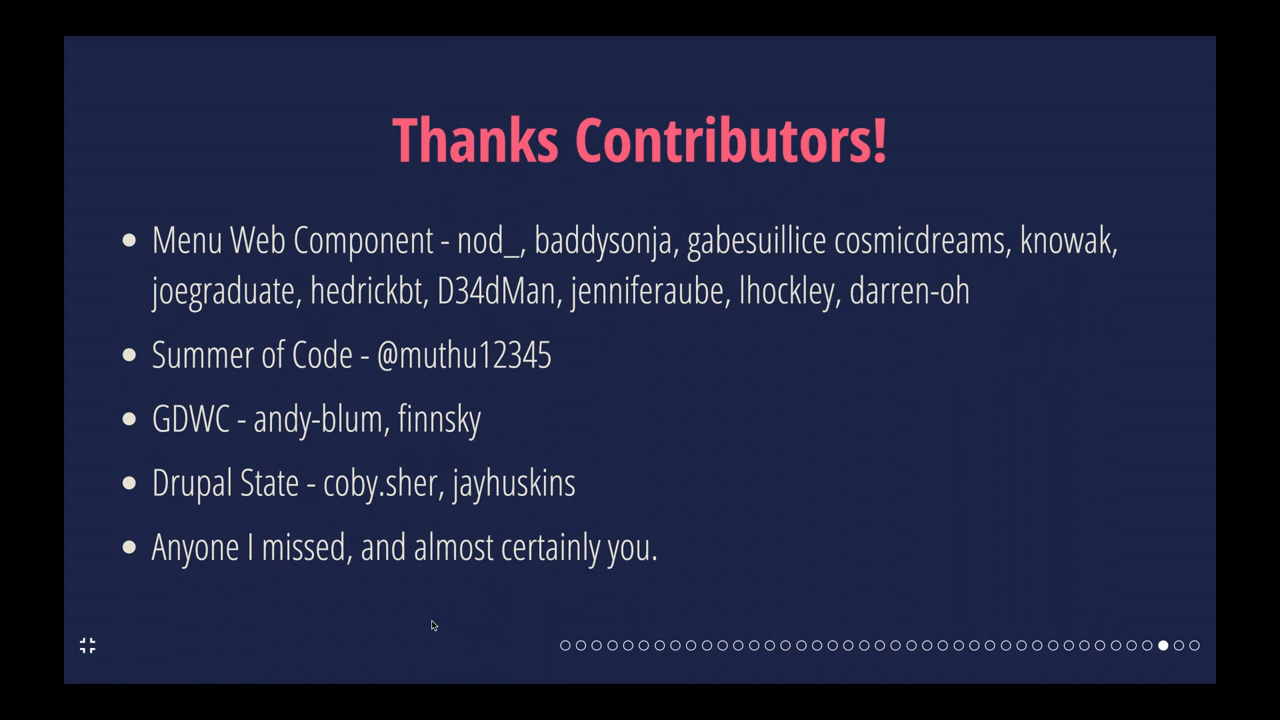 Thanks Contributors!
• Menu Web Component - nod_, baddysonja, gabesuillice cosmicdreams, knowak,
joegraduate, hedrickbt, D34dMan, jenniferaube, lhockley, darren-oh
• Summer of Code - @muthu12345
• GDWC - andy-blum, finnsky
• Drupal State - coby.sher, jayhuskins
• Anyone I missed, and almost certainly you.